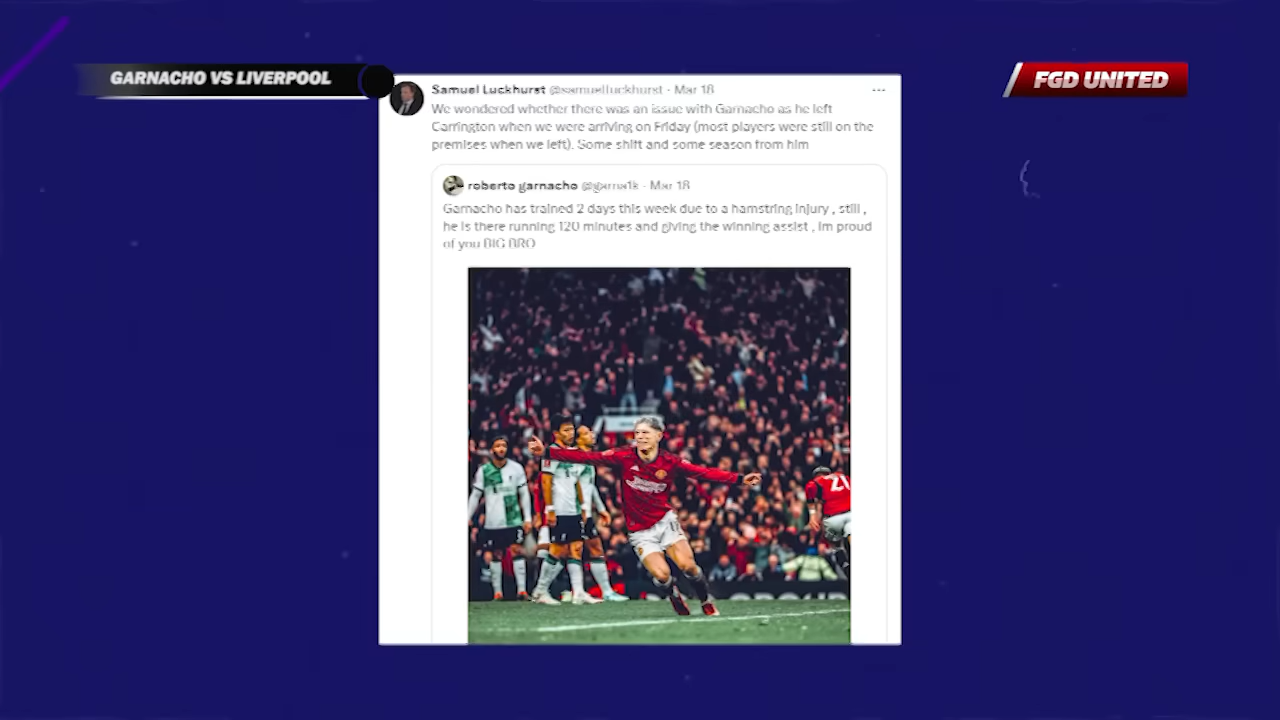 GARNACHO VS LIVERPOOL
FGD UNITED
Samuel Luckhurst @samuelluckhurst · Mar 18
We wondered whether there was an issue with Garnacho as he left
Carrington when we were arriving on Friday (most players were still on the
premises when we left). Some shift and some season from him
roberto garnacho @garna1k · Mar 18
Garnacho has trained 2 days this week due to a hamstring injury , still ,
he is there running 120 minutes and giving the winning assist , im proud
of you BIG BRO
21